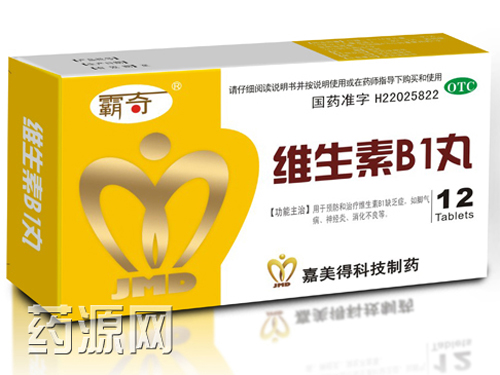 霸奇®
维生素B1丸
JMD
请仔细阅读说明书并按说明使用或在药师指导下购买和使用
国药准字 H22025822
OTC
维生素B1丸
【功能主治】用于预防和治疗维生素B1缺乏症，如脚气
病、神经炎、消化不良等。
12
Tablets
JMD
嘉美得科技制药
药源网